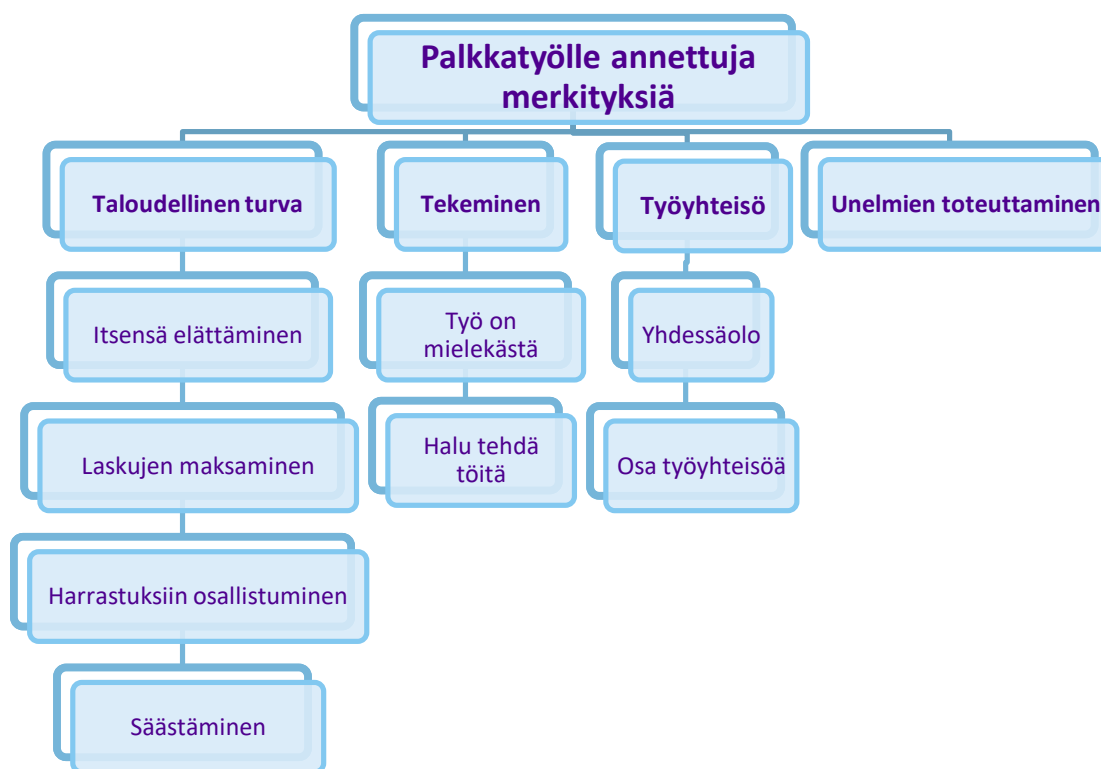 Palkkatyölle annettuja
merkityksiä
Taloudellinen turva
Tekeminen
Työyhteisö
Unelmien toteuttaminen
Itsensä elättäminen
Työ on
mielekästä
Yhdessäolo
Laskujen maksaminen
Halu tehdä
töitä
Osa työyhteisöä
Harrastuksiin osallistuminen
Säästäminen